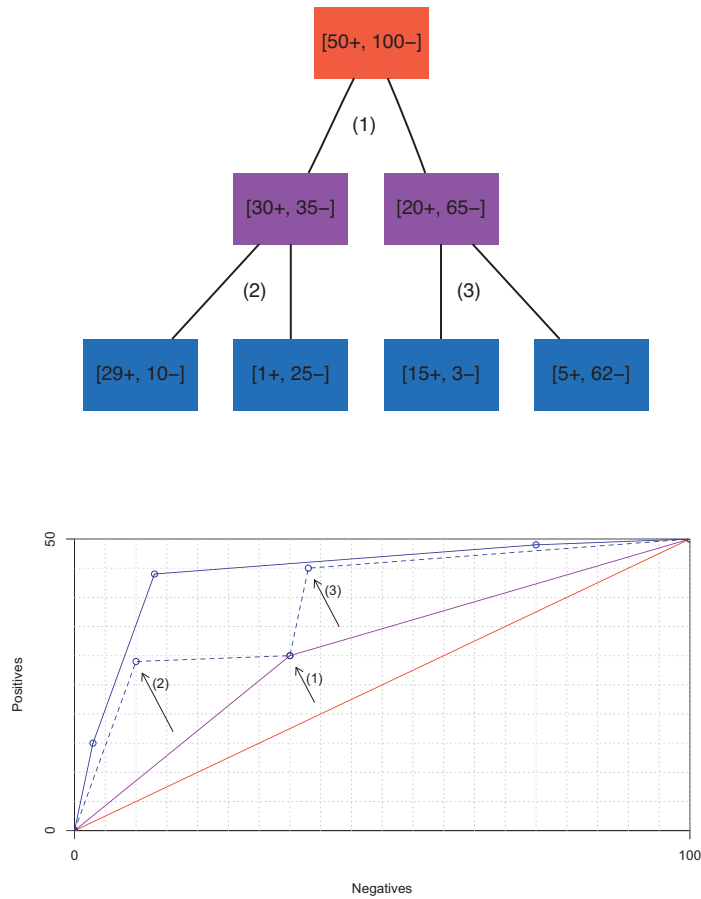 [50+, 100−]
(1)
[30+, 35−] [20+, 65−]
(2) (3)
[29+, 10−] [1+, 25−] [15+, 3−] [5+, 62−]
50
(3)
(2) (1)
Positives
0
0 100
Negatives